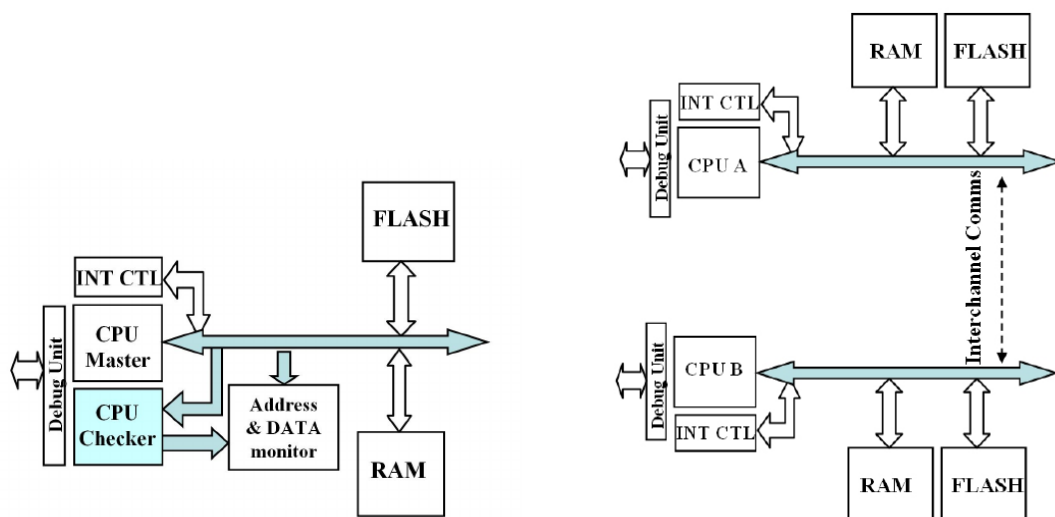 FLASH
INT CTL
CPU
Master
Debug Unit
CPU
Checker
Address
& DATA
monitor
RAM
RAM
FLASH
INT CTL
Debug Unit
CPU A
Interchannel Comms
Debug Unit
CPU B
INT CTL
RAM
FLASH